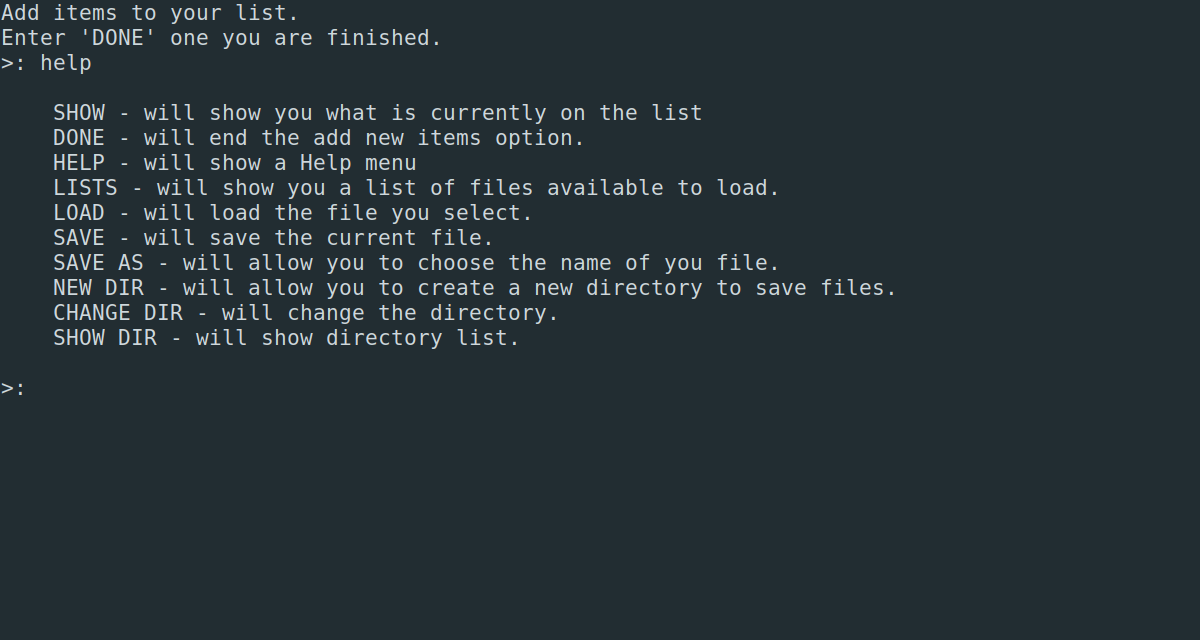 Add items to your list.
Enter 'DONE' one you are finished.
>: help
SHOW - will show you what is currently on the list
DONE - will end the add new items option.
HELP - will show a Help menu
LISTS - will show you a list of files available to load.
LOAD - will load the file you select.
SAVE - will save the current file.
SAVE AS - will allow you to choose the name of you file.
NEW DIR - will allow you to create a new directory to save files.
CHANGE DIR - will change the directory.
SHOW DIR - will show directory list.
>: